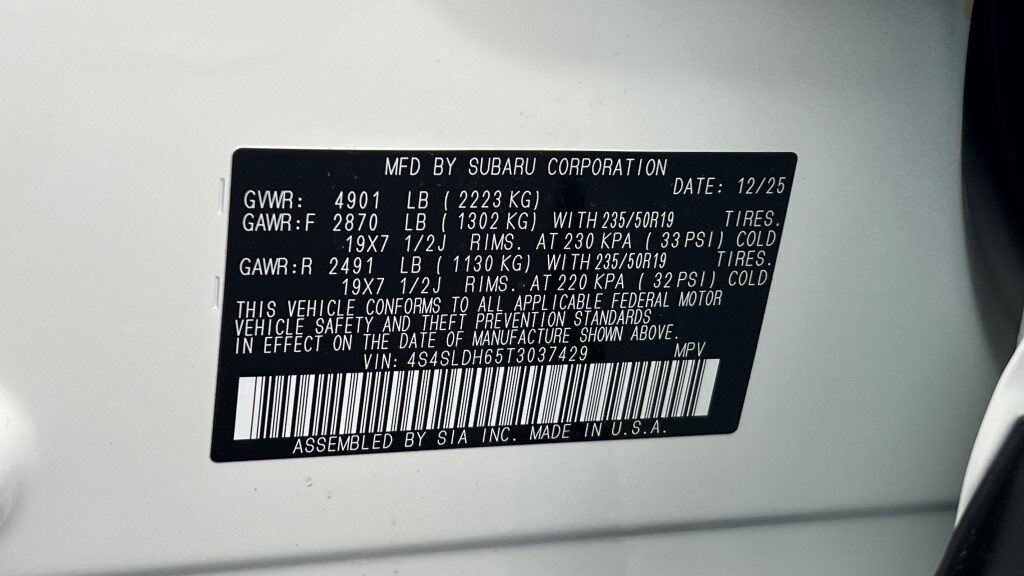 MFD BY SUBARU CORPORATION
DATE: 12/25
GVWR: 4901 LB ( 2223 KG)
GAWR:F 2870 LB ( 1302 KG) WITH 235/50R19 TIRES.
19X7 1/2J RIMS. AT 230 KPA ( 33 PSI) COLD
GAWR:R 2491 LB ( 1130 KG) WITH 235/50R19 TIRES.
19X7 1/2J RIMS. AT 220 KPA ( 32 PSI) COLD
THIS VEHICLE CONFORMS TO ALL APPLICABLE FEDERAL MOTOR
VEHICLE SAFETY AND THEFT PREVENTION STANDARDS
IN EFFECT ON THE DATE OF MANUFACTURE SHOWN ABOVE.
VIN: 4S4SLDH65T3037429 MPV
ASSEMBLED BY SIA INC. MADE IN U.S.A.